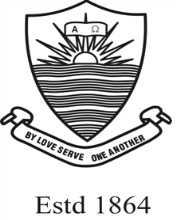 Α Ω
BY LOVE SERVE ONE ANOTHER
Estd 1864